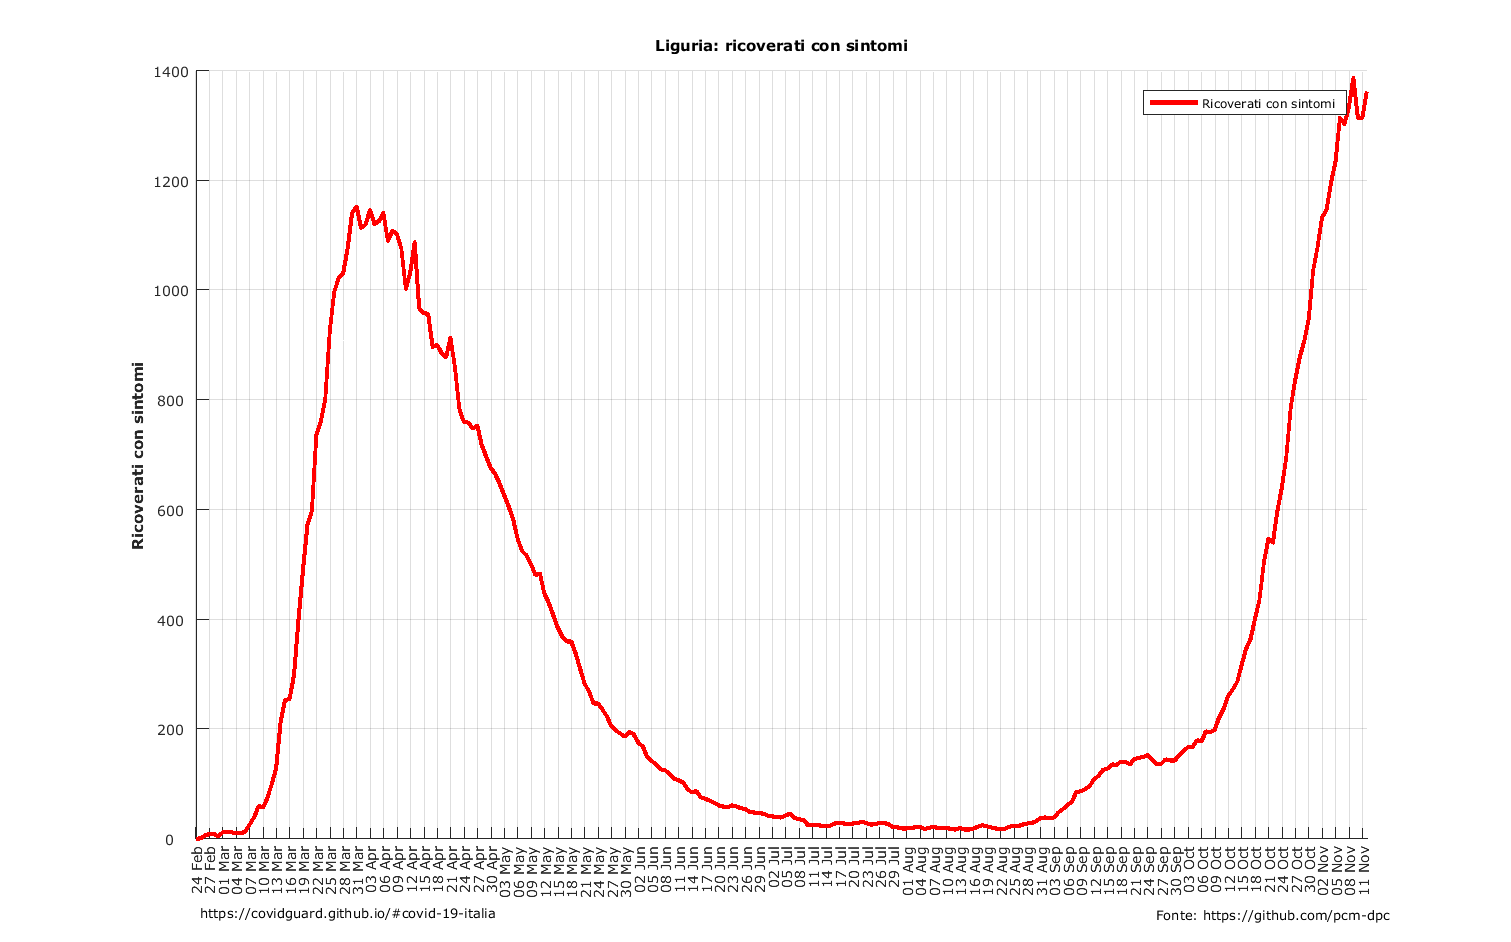 Liguria: ricoverati con sintomi
Ricoverati con sintomi
1400
1200
1000
800
600
400
200
0
Ricoverati con sintomi
24 Feb
27 Feb
01 Mar
04 Mar
07 Mar
10 Mar
13 Mar
16 Mar
19 Mar
22 Mar
25 Mar
28 Mar
31 Mar
03 Apr
06 Apr
09 Apr
12 Apr
15 Apr
18 Apr
21 Apr
24 Apr
27 Apr
30 Apr
03 May
06 May
09 May
12 May
15 May
18 May
21 May
24 May
27 May
30 May
02 Jun
05 Jun
08 Jun
11 Jun
14 Jun
17 Jun
20 Jun
23 Jun
26 Jun
29 Jun
02 Jul
05 Jul
08 Jul
11 Jul
14 Jul
17 Jul
20 Jul
23 Jul
26 Jul
29 Jul
01 Aug
04 Aug
07 Aug
10 Aug
13 Aug
16 Aug
19 Aug
22 Aug
25 Aug
28 Aug
31 Aug
03 Sep
06 Sep
09 Sep
12 Sep
15 Sep
18 Sep
21 Sep
24 Sep
27 Sep
30 Sep
03 Oct
06 Oct
09 Oct
12 Oct
15 Oct
18 Oct
21 Oct
24 Oct
27 Oct
30 Oct
02 Nov
05 Nov
08 Nov
11 Nov
https://covidguard.github.io/#covid-19-italia
Fonte: https://github.com/pcm-dpc